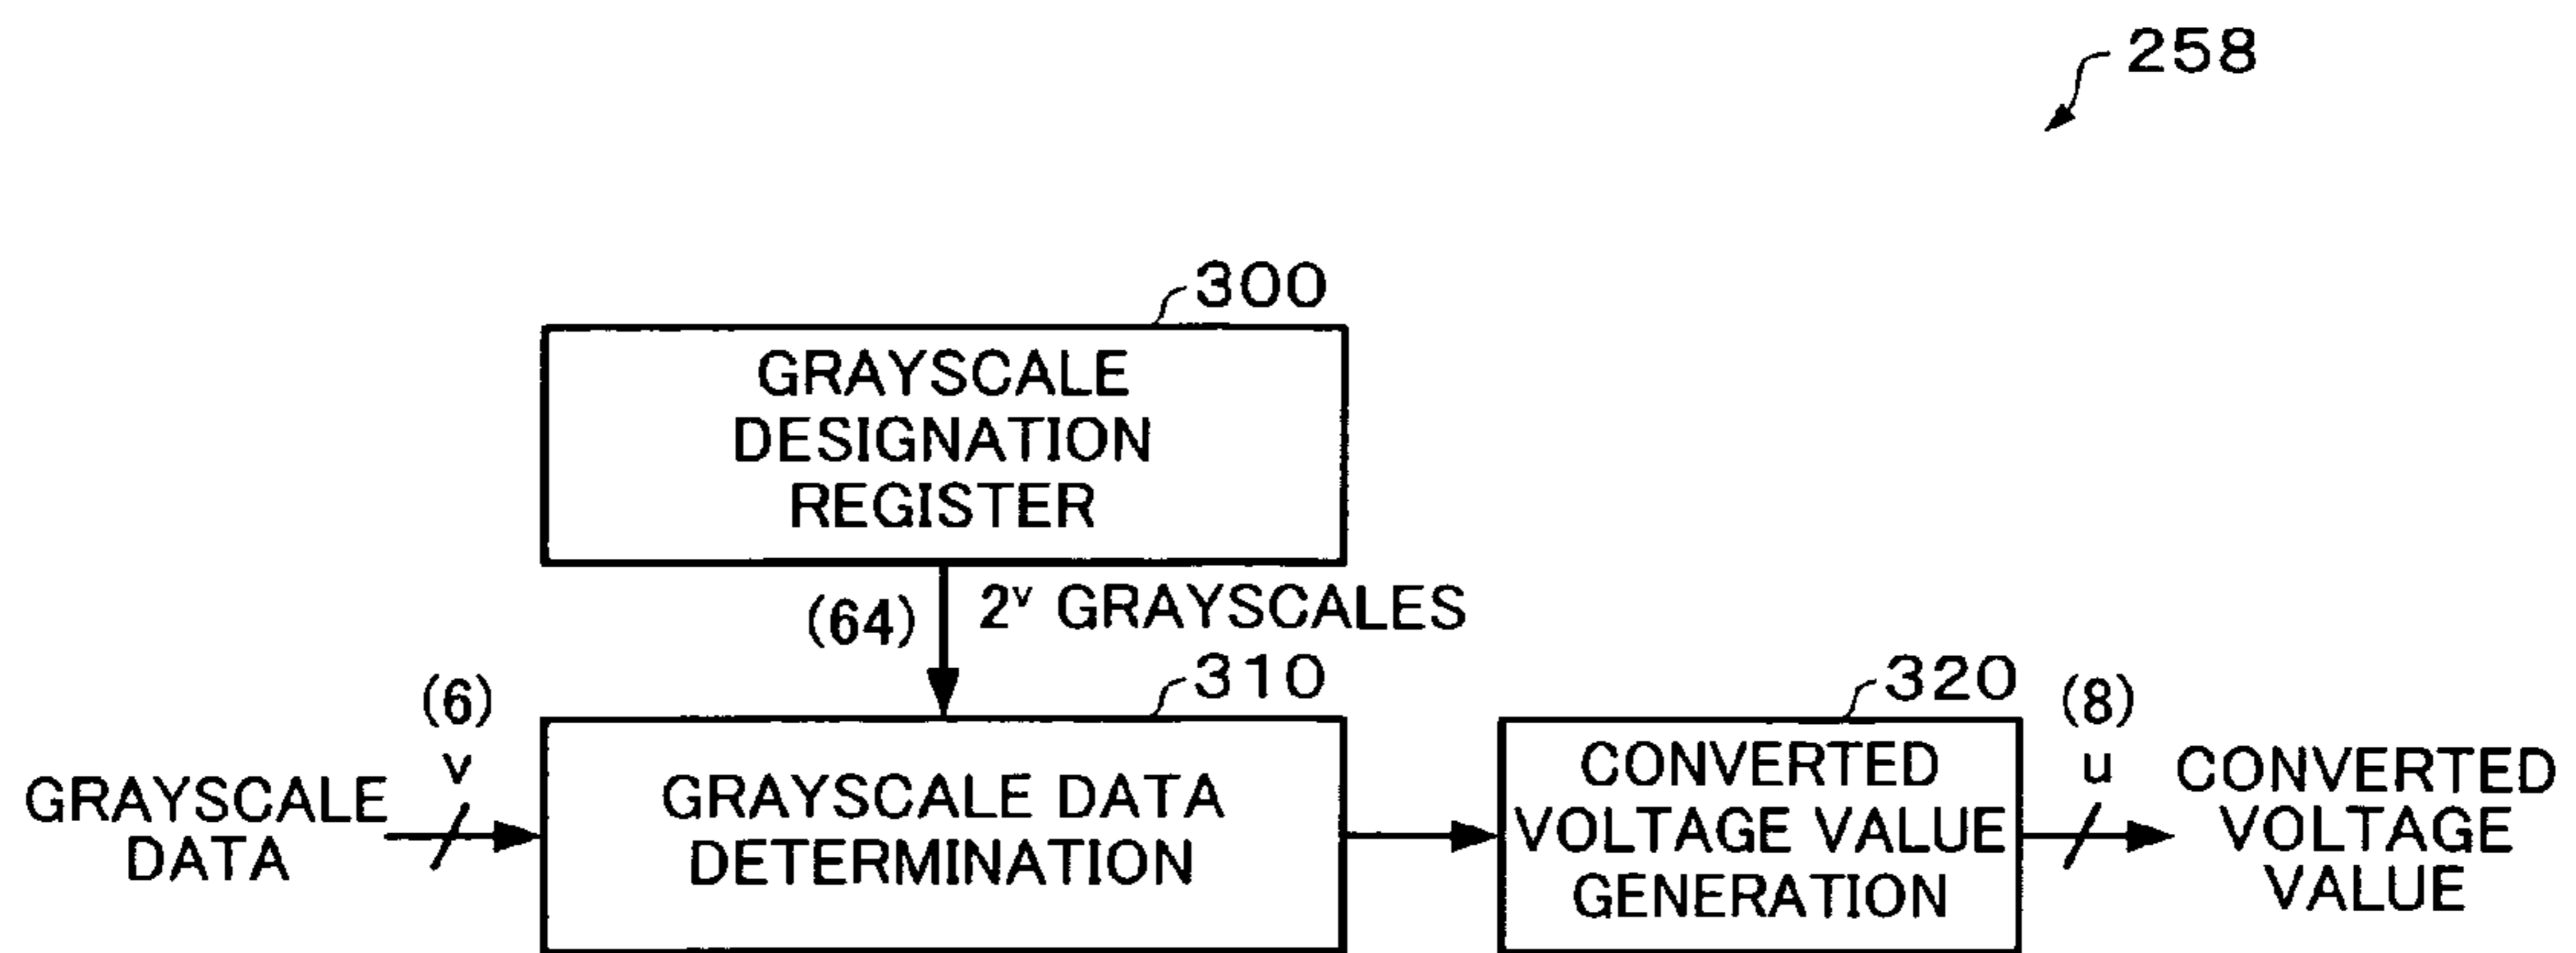 258
300
GRAYSCALE
DESIGNATION
REGISTER
(64)
2ᵛ GRAYSCALES
310
320
(6)
v
GRAYSCALE
DATA
GRAYSCALE DATA
DETERMINATION
CONVERTED
VOLTAGE VALUE
GENERATION
(8)
u
CONVERTED
VOLTAGE
VALUE